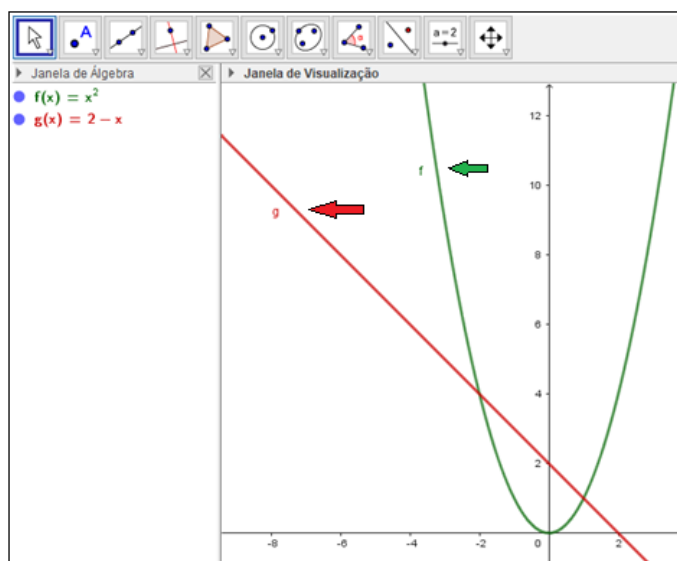 A
α
a=2
Janela de Álgebra
Janela de Visualização
f(x) = x²
g(x) = 2 − x
12
f
10
g
8
6
4
2
-8 -6 -4 -2 0 2